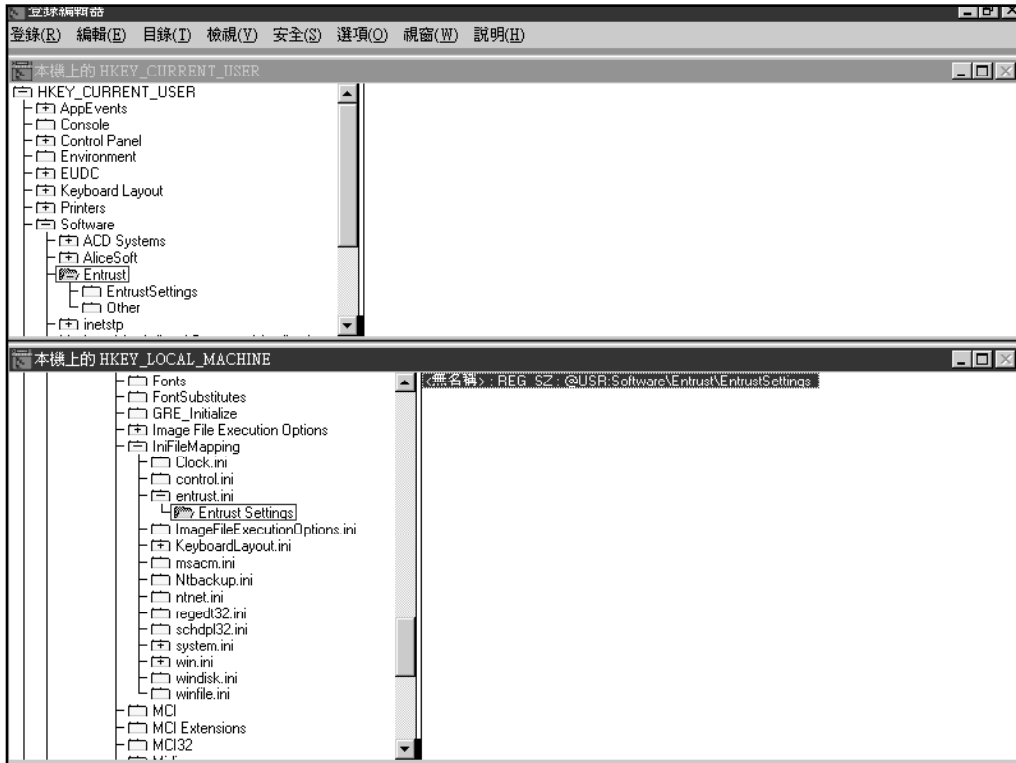 登錄編輯器
登錄(R) 編輯(E) 目錄(T) 檢視(V) 安全(S) 選項(O) 視窗(W) 說明(H)
本機上的 HKEY_CURRENT_USER
HKEY_CURRENT_USER
AppEvents
Console
Control Panel
Environment
EUDC
Keyboard Layout
Printers
Software
ACD Systems
AliceSoft
Entrust
EntrustSettings
Other
inetstp
本機上的 HKEY_LOCAL_MACHINE
Fonts
FontSubstitutes
GRE_Initialize
Image File Execution Options
IniFileMapping
Clock.ini
control.ini
entrust.ini
Entrust Settings
ImageFileExecutionOptions.ini
KeyboardLayout.ini
msacm.ini
Ntbackup.ini
ntnet.ini
regedt32.ini
schdpl32.ini
system.ini
win.ini
windisk.ini
winfile.ini
MCI
MCI Extensions
MCI32
<無名稱> : REG_SZ : @USR:Software\Entrust\EntrustSettings